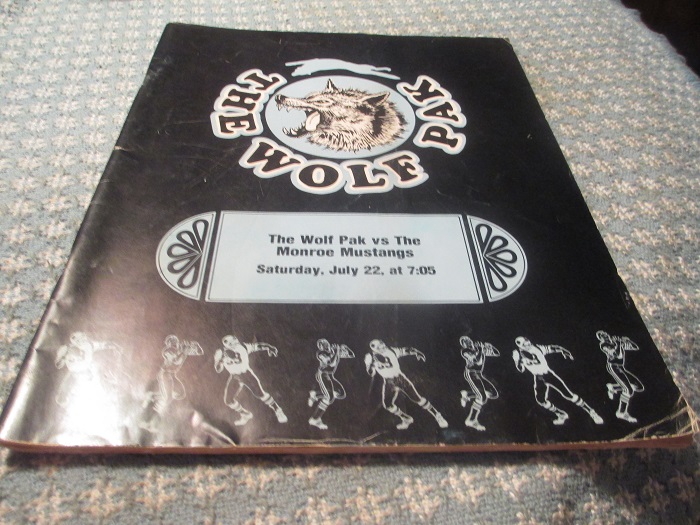 THE WOLF PAK
The Wolf Pak vs The
Monroe Mustangs
Saturday, July 22, at 7:05